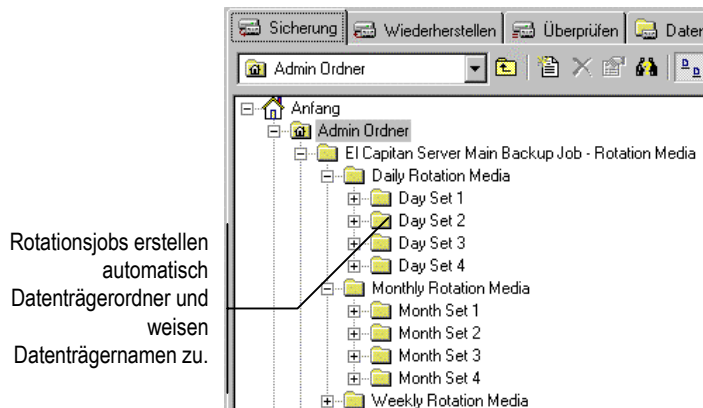 Sicherung Wiederherstellen Überprüfen Daten
Admin Ordner
Anfang
Admin Ordner
El Capitan Server Main Backup Job - Rotation Media
Daily Rotation Media
Day Set 1
Day Set 2
Day Set 3
Day Set 4
Monthly Rotation Media
Month Set 1
Month Set 2
Month Set 3
Month Set 4
Weekly Rotation Media
Rotationsjobs erstellen
automatisch
Datenträgerordner und
weisen
Datenträgernamen zu.